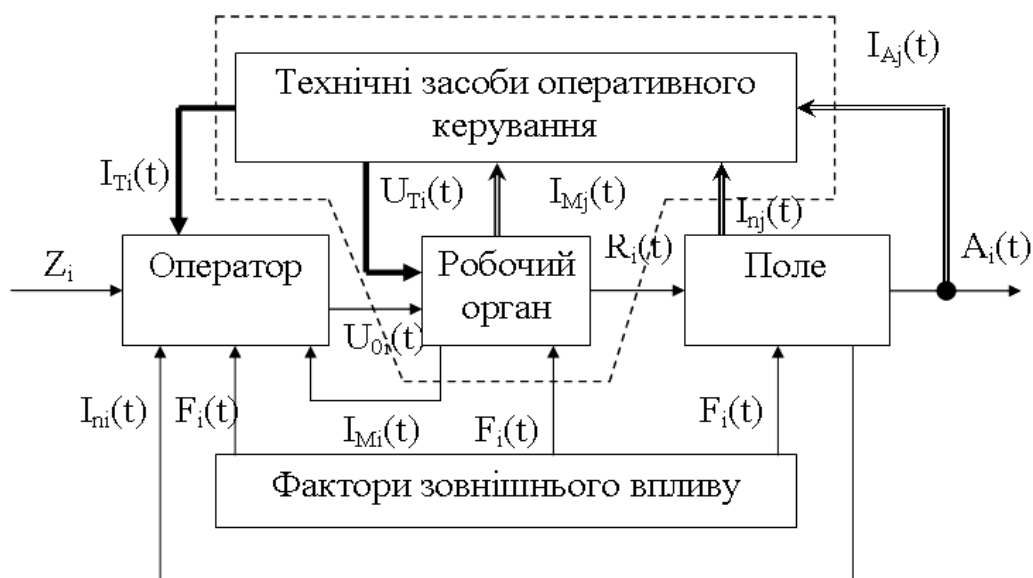 I_Aj(t)
Технічні засоби оперативного
керування
I_Ti(t)
U_Ti(t)
I_Mj(t)
I_nj(t)
R_i(t)
A_i(t)
Z_i
Оператор
Робочий
орган
Поле
U_0i(t)
I_ni(t)
F_i(t)
I_Mi(t)
F_i(t)
F_i(t)
Фактори зовнішнього впливу